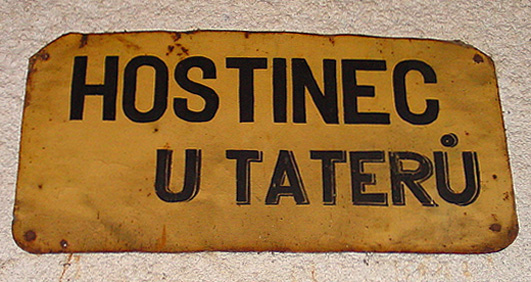 HOSTINEC
U TATERŮ